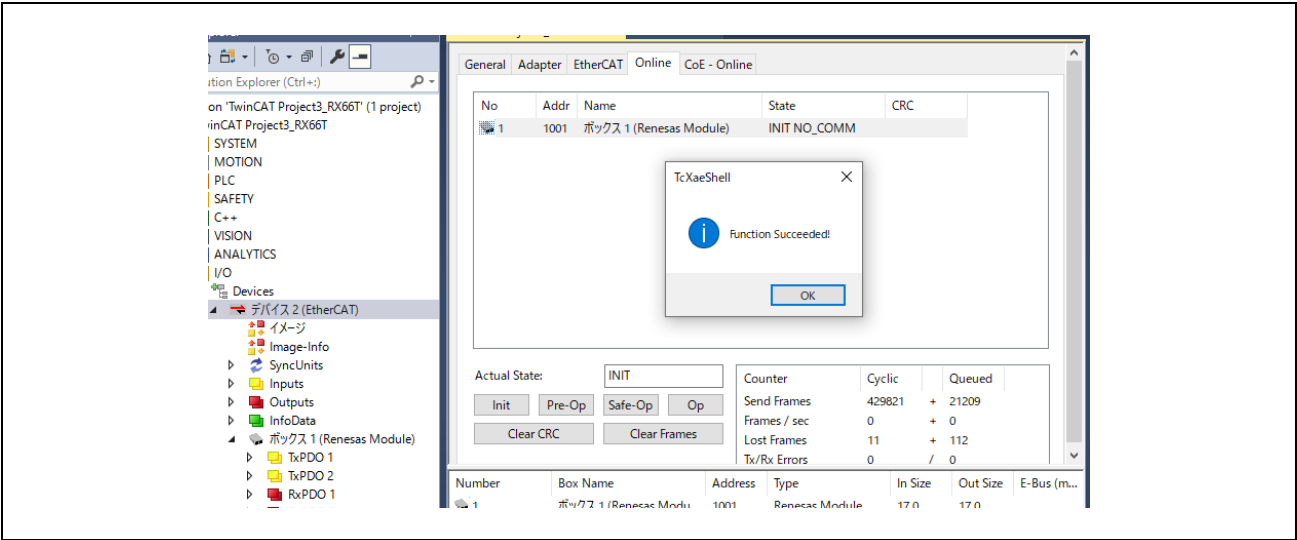 ution Explorer (Ctrl+:)
on 'TwinCAT Project3_RX66T' (1 project)
inCAT Project3_RX66T
SYSTEM
MOTION
PLC
SAFETY
C++
VISION
ANALYTICS
I/O
Devices
デバイス 2 (EtherCAT)
イメージ
Image-Info
SyncUnits
Inputs
Outputs
InfoData
ボックス 1 (Renesas Module)
TxPDO 1
TxPDO 2
RxPDO 1
General Adapter EtherCAT Online CoE - Online
No Addr Name State CRC
1 1001 ボックス 1 (Renesas Module) INIT NO_COMM
TcXaeShell
Function Succeeded!
OK
Actual State: INIT
Init Pre-Op Safe-Op Op
Clear CRC Clear Frames
Counter Cyclic Queued
Send Frames 429821 + 21209
Frames / sec 0 + 0
Lost Frames 11 + 112
Tx/Rx Errors 0 / 0
Number Box Name Address Type In Size Out Size E-Bus (m...
1 ボックス 1 (Renesas Modu 1001 Renesas Module 17.0 17.0